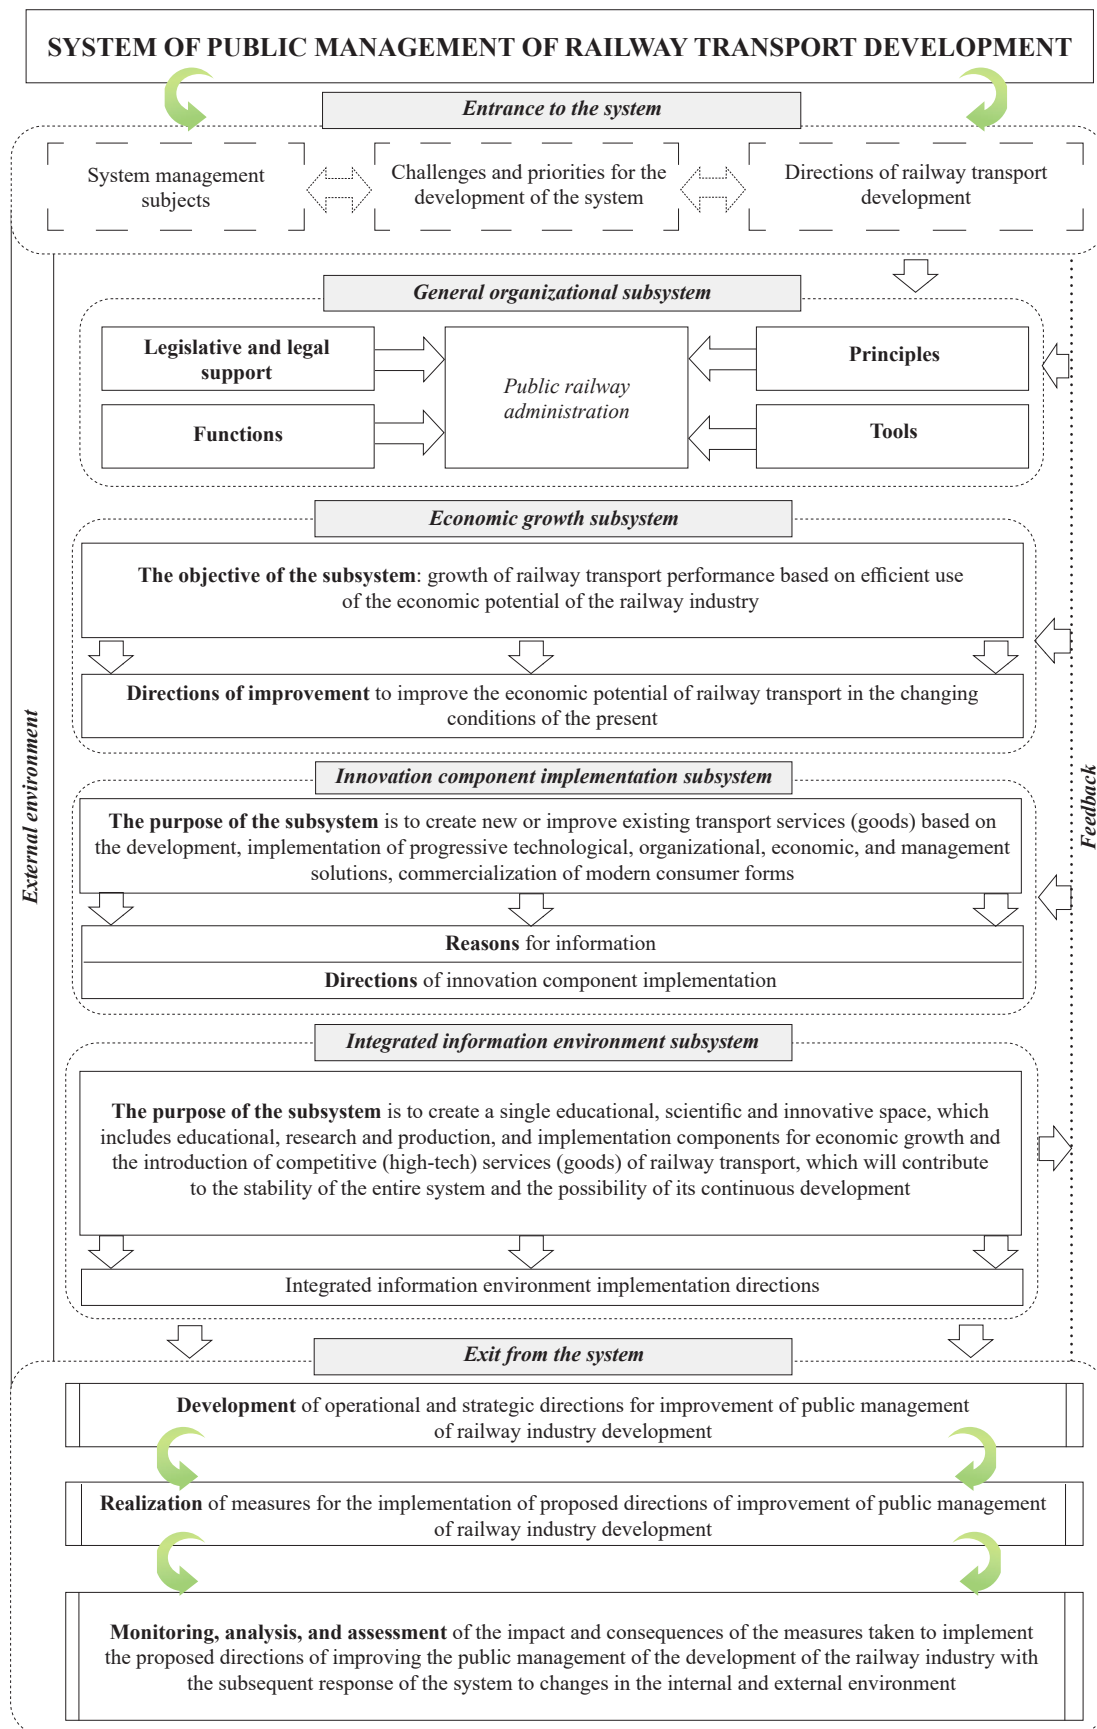 SYSTEM OF PUBLIC MANAGEMENT OF RAILWAY TRANSPORT DEVELOPMENT
Entrance to the system
System management
subjects
Challenges and priorities for the
development of the system
Directions of railway transport
development
General organizational subsystem
Legislative and legal
support
Functions
Public railway
administration
Principles
Tools
Economic growth subsystem
The objective of the subsystem: growth of railway transport performance based on efficient use
of the economic potential of the railway industry
Directions of improvement to improve the economic potential of railway transport in the changing
conditions of the present
External environment
Feedback
Innovation component implementation subsystem
The purpose of the subsystem is to create new or improve existing transport services (goods) based on
the development, implementation of progressive technological, organizational, economic, and management
solutions, commercialization of modern consumer forms
Reasons for information
Directions of innovation component implementation
Integrated information environment subsystem
The purpose of the subsystem is to create a single educational, scientific and innovative space, which
includes educational, research and production, and implementation components for economic growth and
the introduction of competitive (high-tech) services (goods) of railway transport, which will contribute
to the stability of the entire system and the possibility of its continuous development
Integrated information environment implementation directions
Exit from the system
Development of operational and strategic directions for improvement of public management
of railway industry development
Realization of measures for the implementation of proposed directions of improvement of public management
of railway industry development
Monitoring, analysis, and assessment of the impact and consequences of the measures taken to implement
the proposed directions of improving the public management of the development of the railway industry with
the subsequent response of the system to changes in the internal and external environment